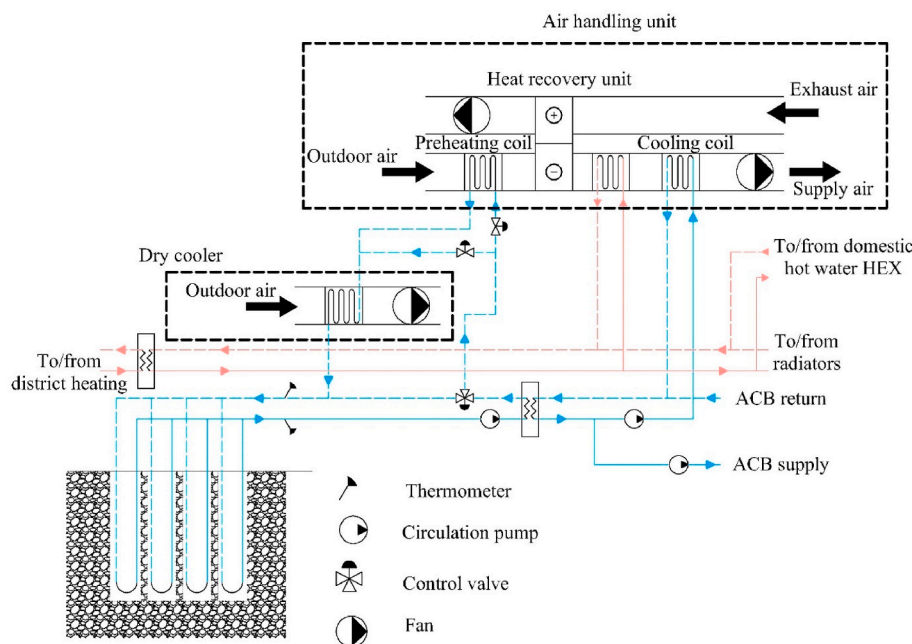 Air handling unit
Heat recovery unit
Exhaust air
+
Preheating coil
Cooling coil
Outdoor air
−
Supply air
Dry cooler
To/from domestic
hot water HEX
Outdoor air
To/from
district heating
To/from
radiators
ACB return
ACB supply
Thermometer
Circulation pump
Control valve
Fan